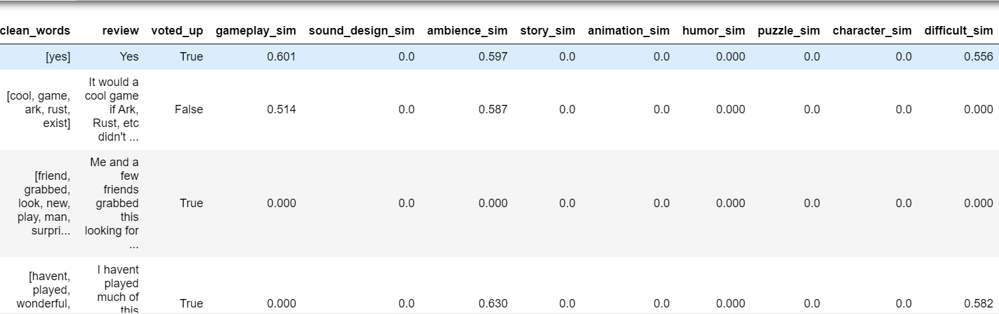 clean_words review voted_up gameplay_sim sound_design_sim ambience_sim story_sim animation_sim humor_sim puzzle_sim character_sim difficult_sim
[yes] Yes True 0.601 0.0 0.597 0.0 0.0 0.000 0.0 0.0 0.556
[cool, game,
ark, rust,
exist]
It would a
cool game
if Ark,
Rust, etc
didn't ...
False 0.514 0.0 0.587 0.0 0.0 0.000 0.0 0.0 0.000
[friend,
grabbed,
look, new,
play, man,
surpri...
Me and a
few
friends
grabbed
this
looking for
...
True 0.000 0.0 0.000 0.0 0.0 0.000 0.0 0.0 0.000
[havent,
played,
wonderful,
I havent
played
much of
this
True 0.000 0.0 0.630 0.0 0.0 0.000 0.0 0.0 0.582